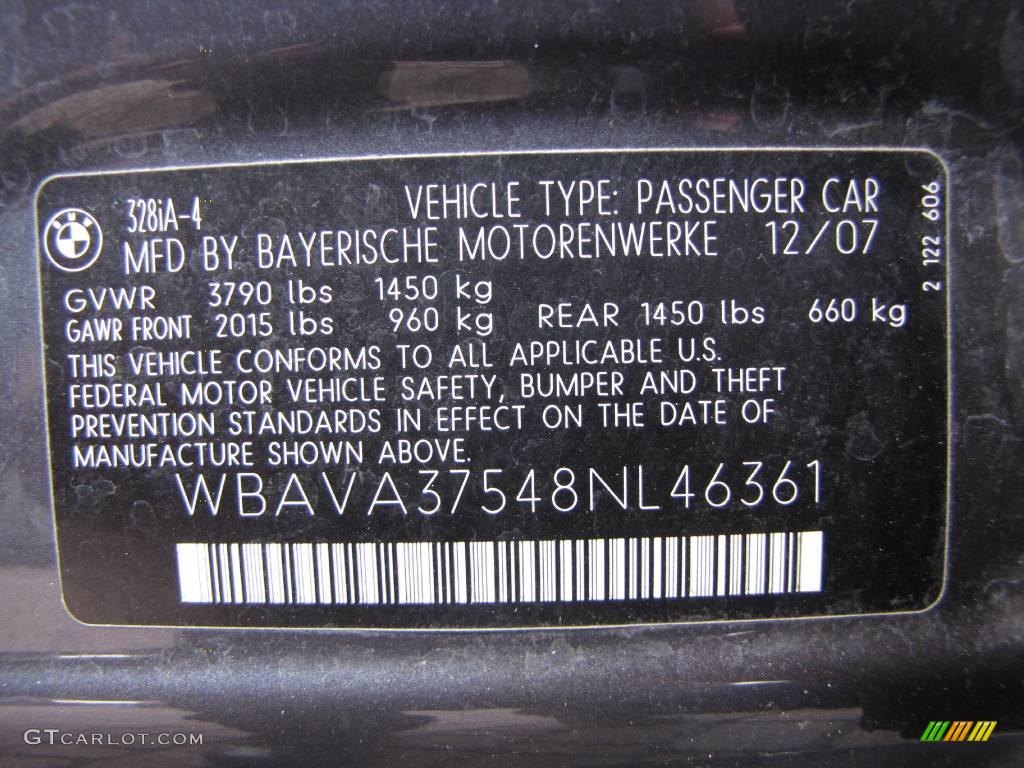 328iA-4 VEHICLE TYPE: PASSENGER CAR
MFD BY BAYERISCHE MOTORENWERKE 12/07
GVWR 3790 lbs 1450 kg
GAWR FRONT 2015 lbs 960 kg REAR 1450 lbs 660 kg
THIS VEHICLE CONFORMS TO ALL APPLICABLE U.S.
FEDERAL MOTOR VEHICLE SAFETY, BUMPER AND THEFT
PREVENTION STANDARDS IN EFFECT ON THE DATE OF
MANUFACTURE SHOWN ABOVE.
WBAVA37548NL46361
2 122 606
GTCARLOT.COM